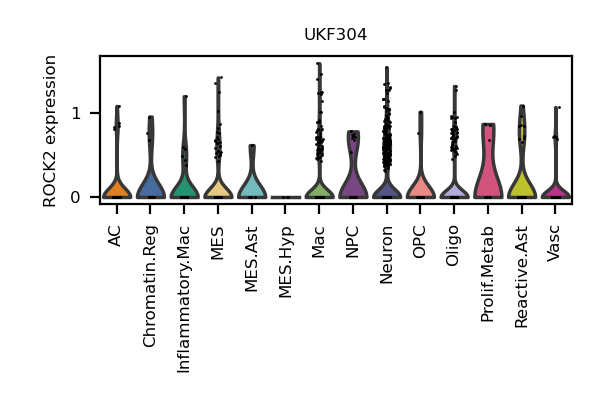 UKF304
ROCK2 expression
1
0
AC
Chromatin.Reg
Inflammatory.Mac
MES
MES.Ast
MES.Hyp
Mac
NPC
Neuron
OPC
Oligo
Prolif.Metab
Reactive.Ast
Vasc